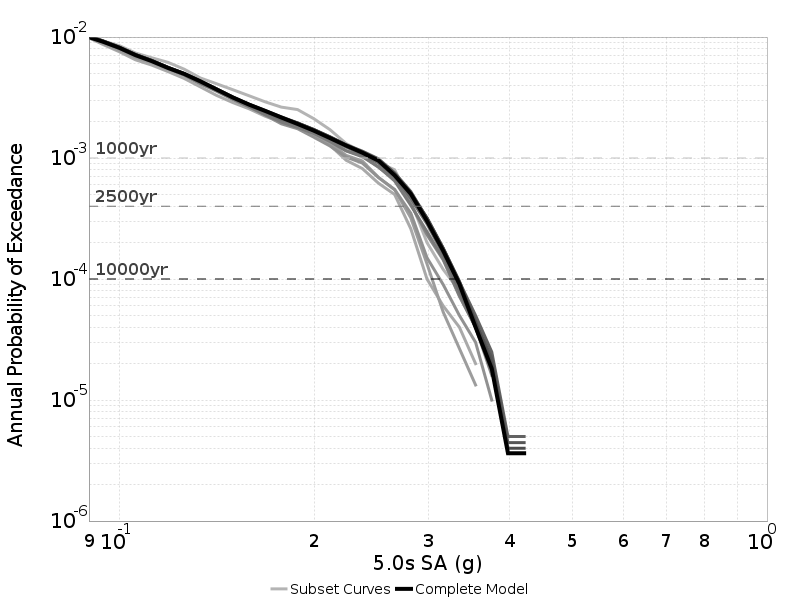 10-2
10-3
10-4
10-5
10-6
Annual Probability of Exceedance
1000yr
2500yr
10000yr
9 10-1 2 3 4 5 6 7 8 100
5.0s SA (g)
Subset Curves Complete Model